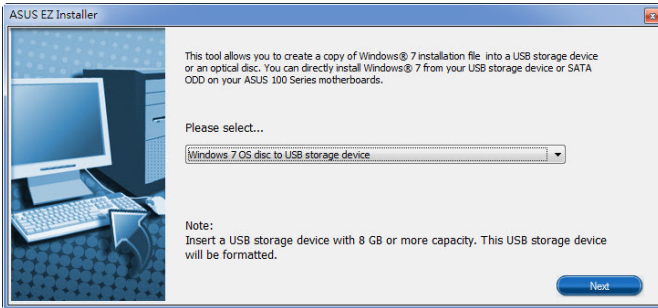 ASUS EZ Installer
This tool allows you to create a copy of Windows® 7 installation file into a USB storage device
or an optical disc. You can directly install Windows® 7 from your USB storage device or SATA
ODD on your ASUS 100 Series motherboards.
Please select...
Windows 7 OS disc to USB storage device
Note:
Insert a USB storage device with 8 GB or more capacity. This USB storage device
will be formatted.
Next